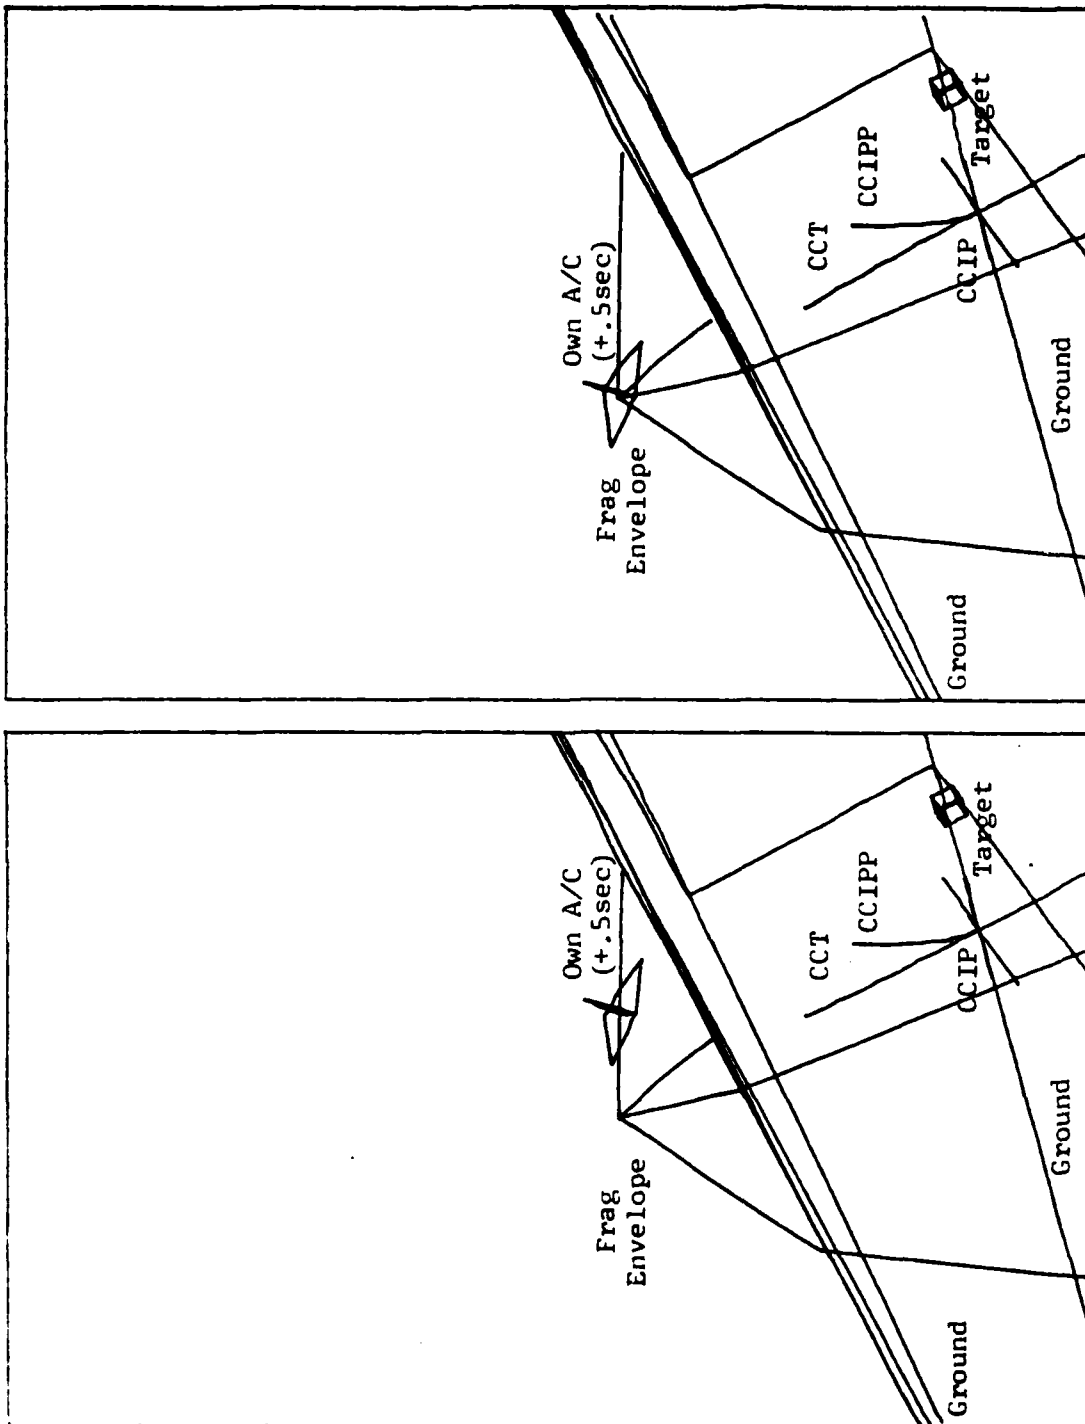 Own A/C
(+.5sec)
Frag
Envelope
CCT
CCIPP
CCIP
Target
Ground
Ground
Own A/C
(+.5sec)
Frag
Envelope
CCT
CCIPP
CCIP
Target
Ground
Ground